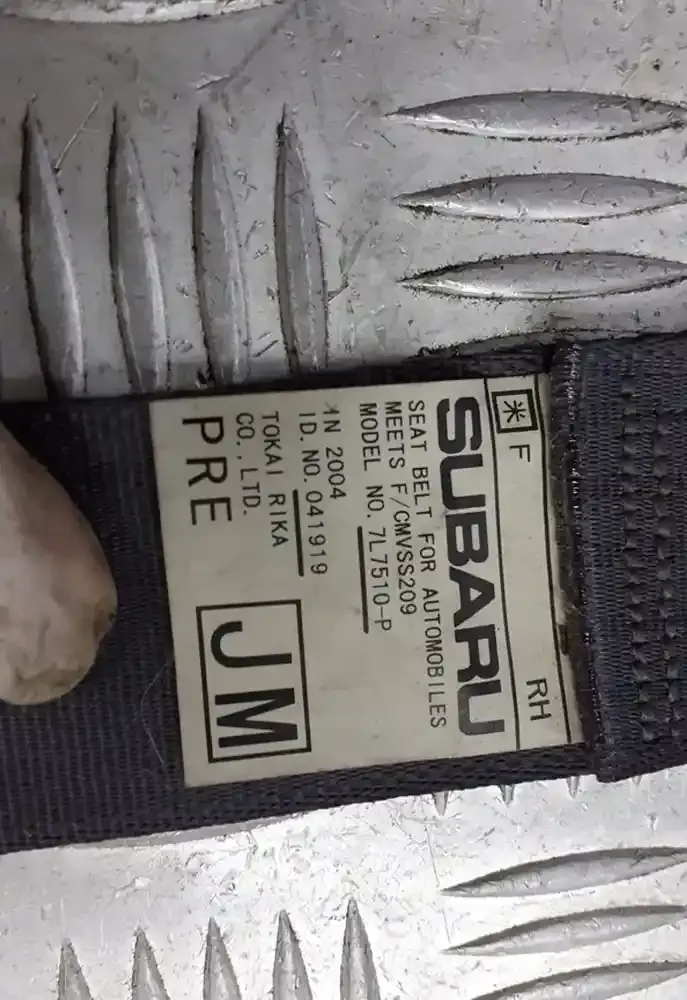 米 F RH
SUBARU
SEAT BELT FOR AUTOMOBILES
MEETS F/CMVSS209
MODEL NO. 7L7510-P
2004
ID. NO. 041919
TOKAI RIKA
CO., LTD.
PRE
JM